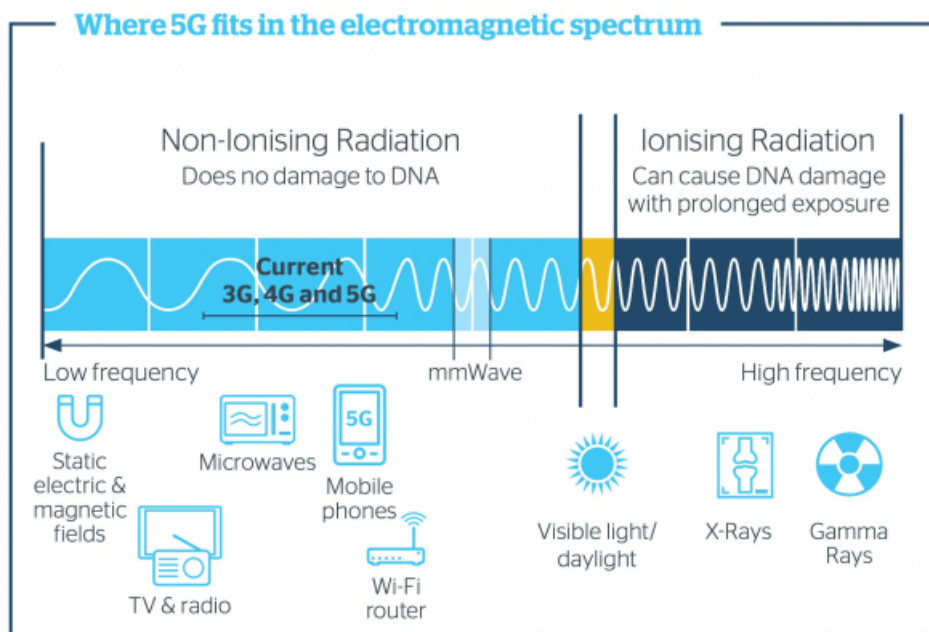 Where 5G fits in the electromagnetic spectrum
Non-Ionising Radiation
Does no damage to DNA
Ionising Radiation
Can cause DNA damage
with prolonged exposure
Current
3G, 4G and 5G
Low frequency
mmWave
High frequency
Static
electric &
magnetic
fields
TV & radio
Microwaves
5G
Mobile
phones
Wi-Fi
router
Visible light/
daylight
X-Rays
Gamma
Rays